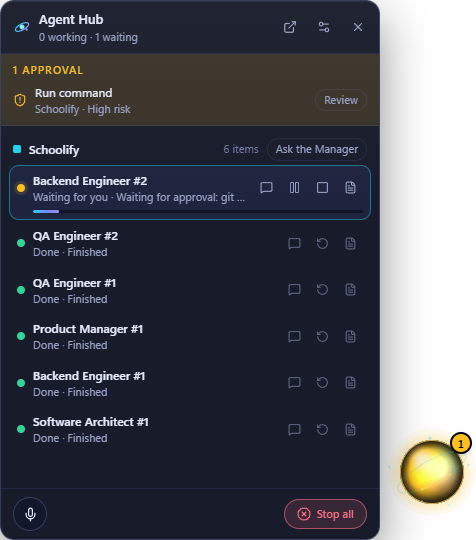 Agent Hub
0 working · 1 waiting
1 APPROVAL
Run command
Schoolify · High risk
Review
Schoolify
6 items
Ask the Manager
Backend Engineer #2
Waiting for you · Waiting for approval: git ...
QA Engineer #2
Done · Finished
QA Engineer #1
Done · Finished
Product Manager #1
Done · Finished
Backend Engineer #1
Done · Finished
Software Architect #1
Done · Finished
Stop all
1